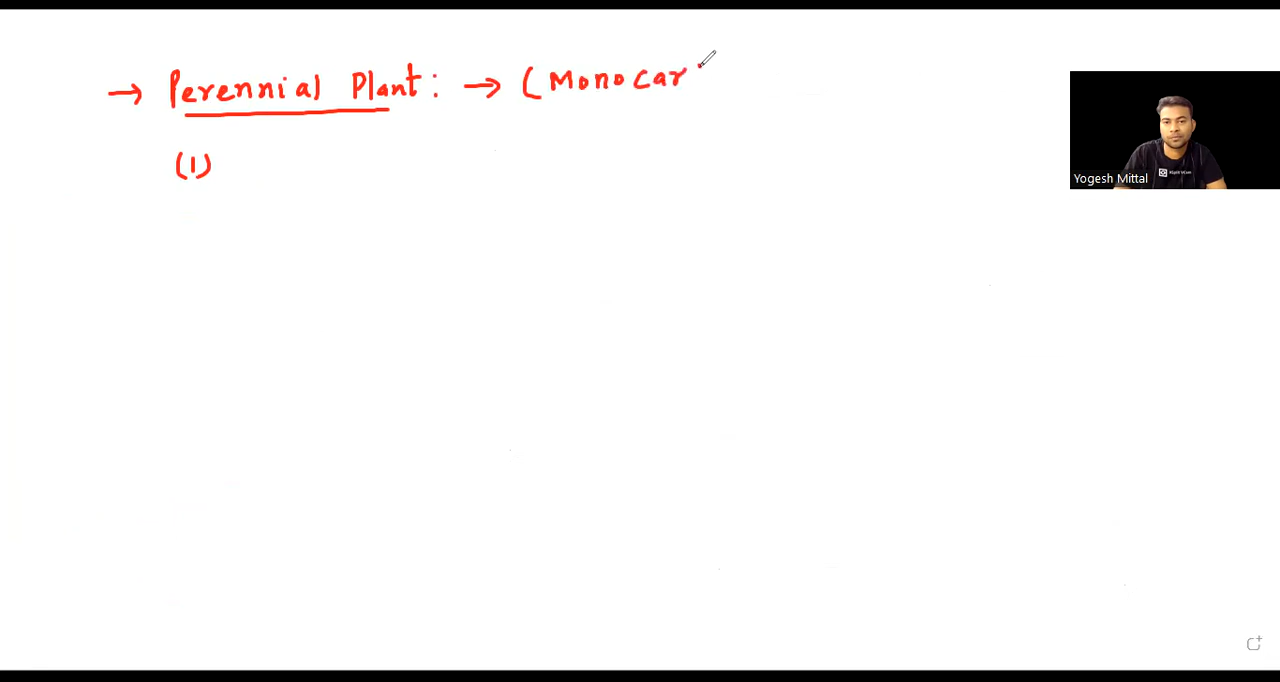 → Perennial Plant: → (Monocar
(1)
Yogesh Mittal